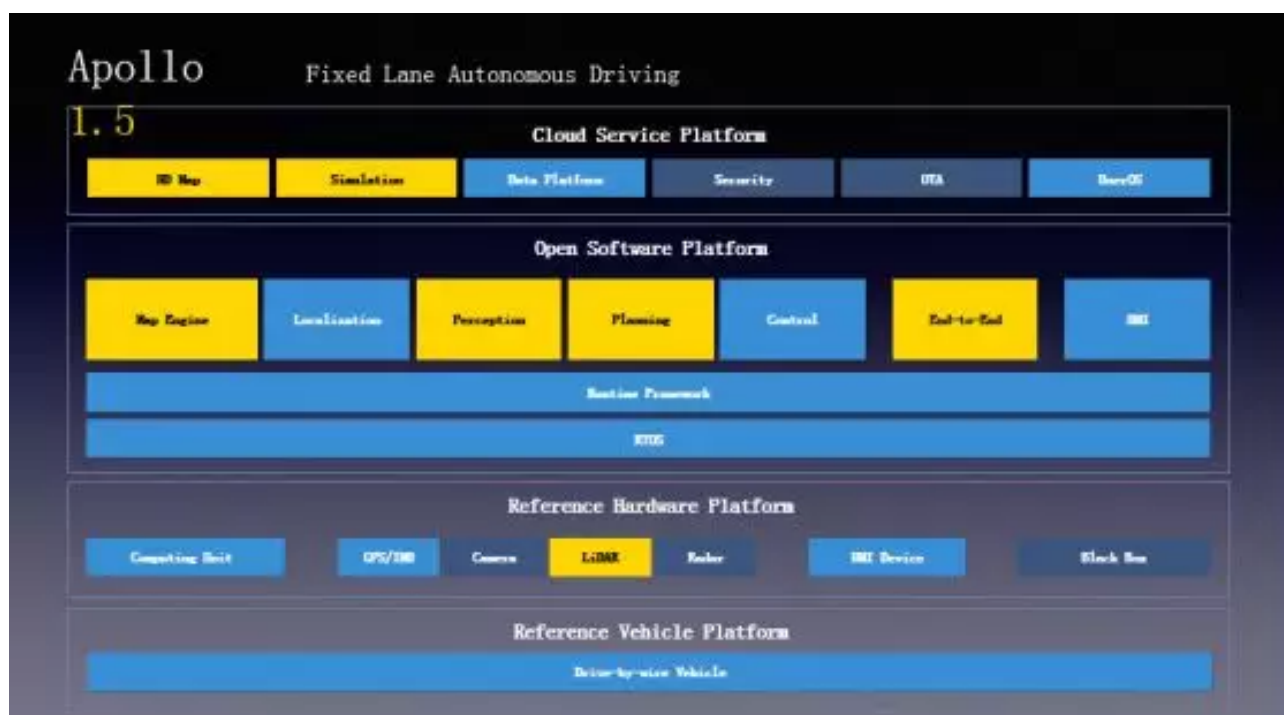 Apollo Fixed Lane Autonomous Driving
1.5
Cloud Service Platform
HD Map Simulation Data Platform Security OTA DuerOS
Open Software Platform
Map Engine Localization Perception Planning Control End-to-End HMI
Runtime Framework
RTOS
Reference Hardware Platform
Computing Unit GPS/IMU Camera LiDAR Radar HMI Device Black Box
Reference Vehicle Platform
Drive-by-wire Vehicle